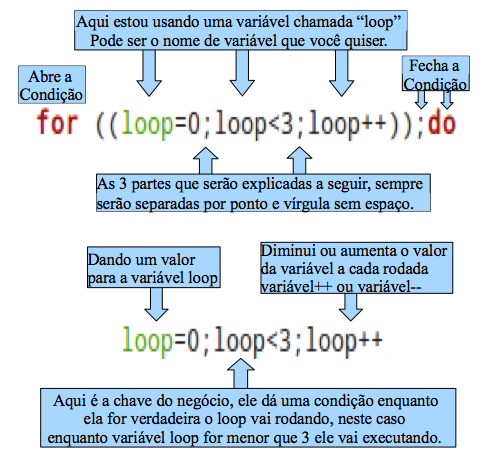 Aqui estou usando uma variável chamada “loop”
Pode ser o nome de variável que você quiser.
Abre a
Condição
Fecha a
Condição
for ((loop=0;loop<3;loop++));do
As 3 partes que serão explicadas a seguir, sempre
serão separadas por ponto e vírgula sem espaço.
Dando um valor
para a variável loop
Diminui ou aumenta o valor
da variável a cada rodada
variável++ ou variável--
loop=0;loop<3;loop++
Aqui é a chave do negócio, ele dá uma condição enquanto
ela for verdadeira o loop vai rodando, neste caso
enquanto variável loop for menor que 3 ele vai executando.